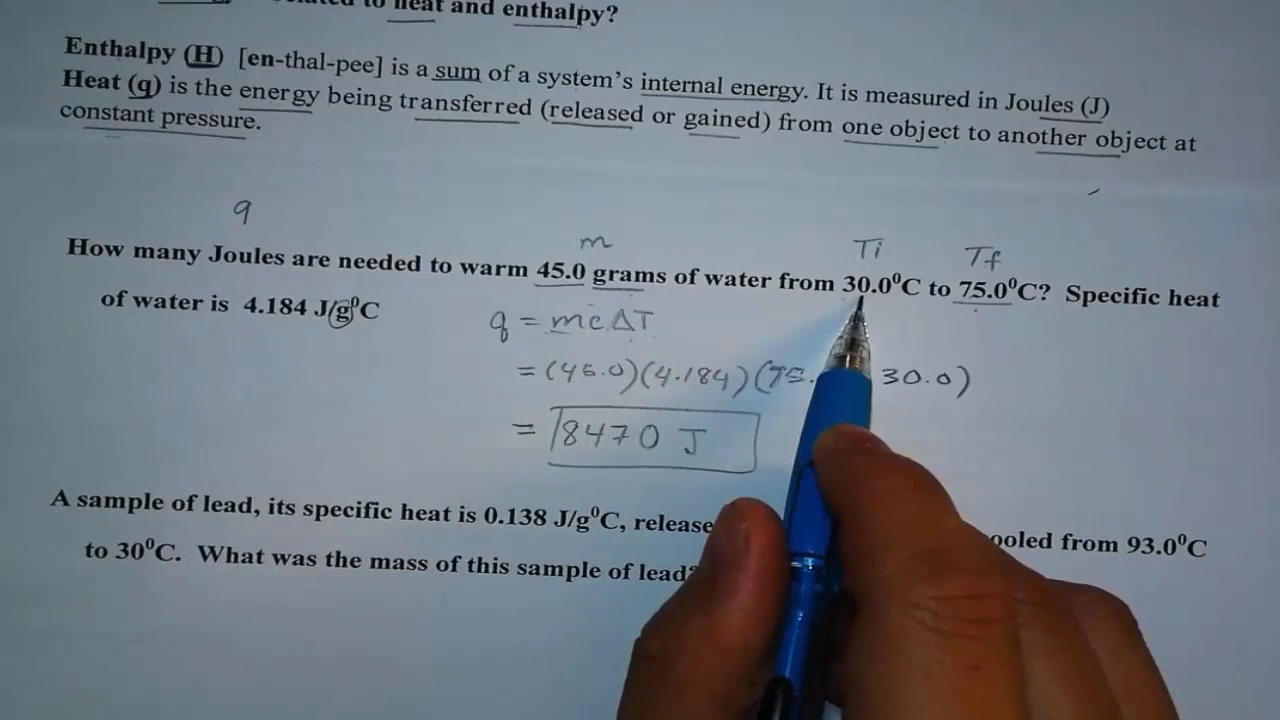 to heat and enthalpy?
Enthalpy (H) [en-thal-pee] is a sum of a system's internal energy. It is measured in Joules (J)
Heat (q) is the energy being transferred (released or gained) from one object to another object at
constant pressure.
q
m Ti Tf
How many Joules are needed to warm 45.0 grams of water from 30.0⁰C to 75.0⁰C? Specific heat
of water is 4.184 J/g⁰C
q = mcΔT
= (45.0)(4.184)(75. 30.0)
= 8470 J
A sample of lead, its specific heat is 0.138 J/g⁰C, release ooled from 93.0⁰C
to 30⁰C. What was the mass of this sample of lead?